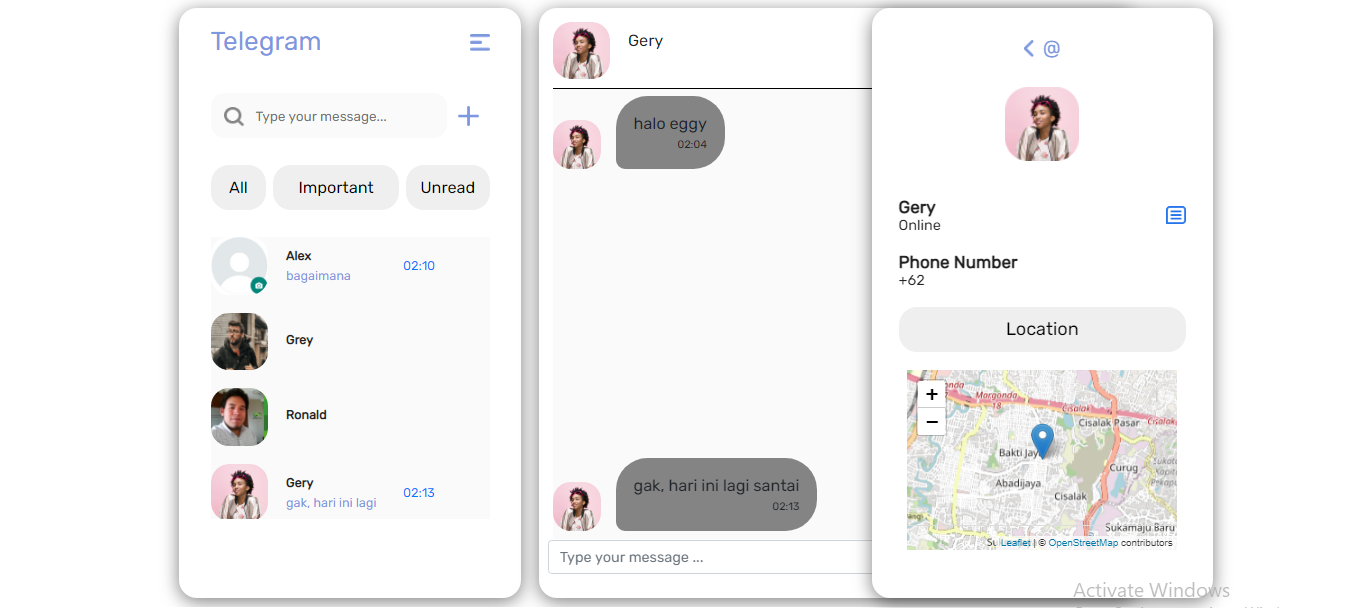 Telegram
Type your message...
All
Important
Unread
Alex
bagaimana
02:10
Grey
Ronald
Gery
gak, hari ini lagi
02:13
Gery
halo eggy
02:04
gak, hari ini lagi santai
02:13
Type your message ...
@
Gery
Online
Phone Number
+62
Location
+
−
Margonda
18
Cisalak
Cisalak Pasar
Bakti Jay
Curug
Abadijaya
Cisalak
Sukamaju Baru
Leaflet | © OpenStreetMap contributors
Activate Windows